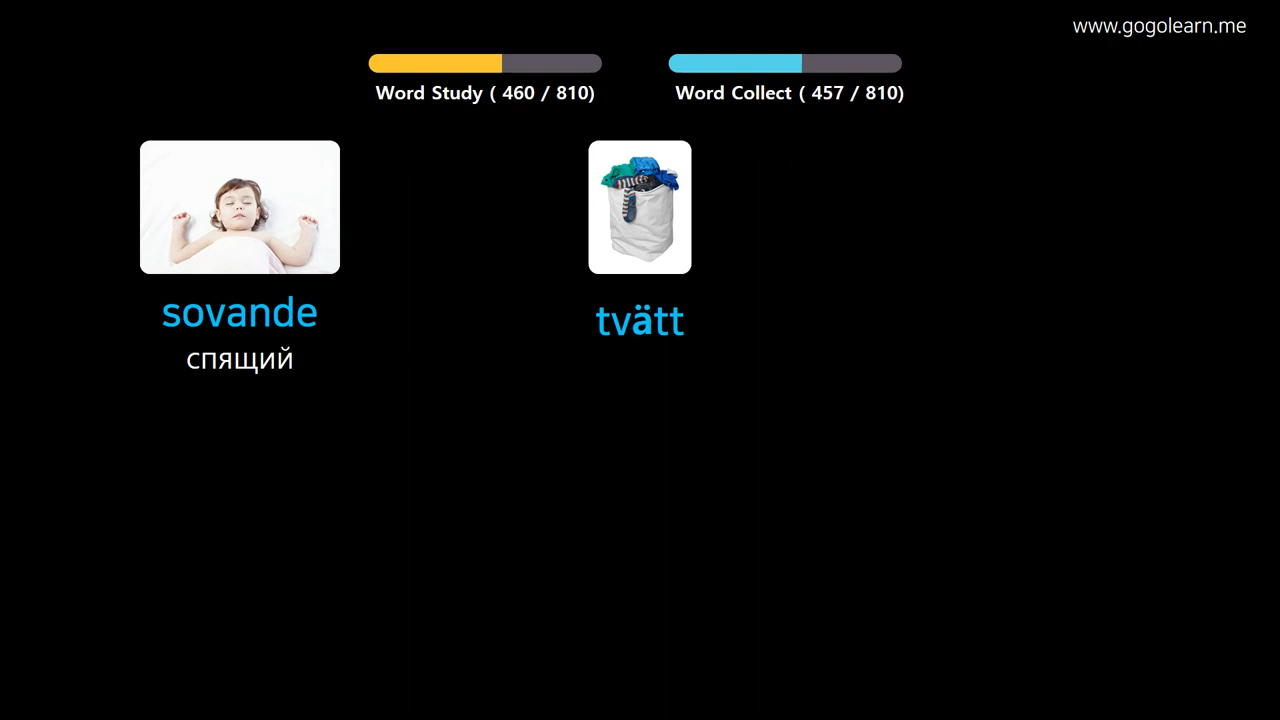 www.gogolearn.me
Word Study ( 460 / 810)
Word Collect ( 457 / 810)
sovande
спящий
tvätt